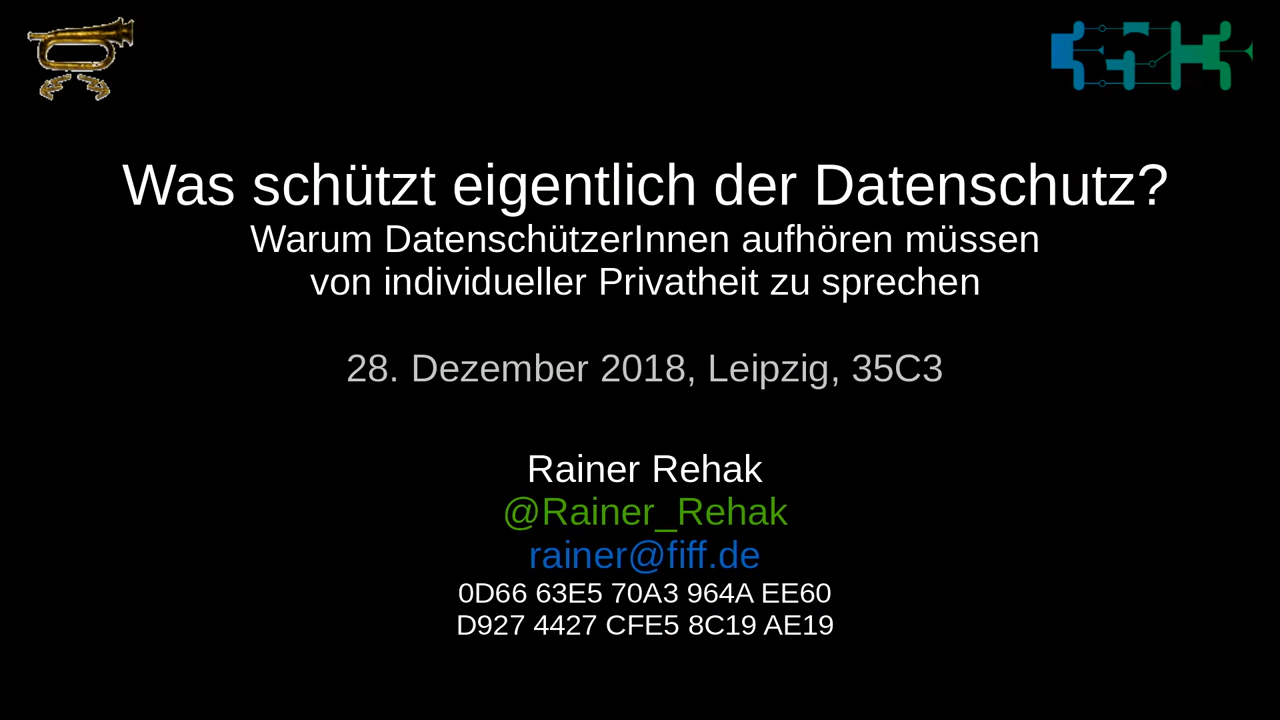 Was schützt eigentlich der Datenschutz?
Warum DatenschützerInnen aufhören müssen
von individueller Privatheit zu sprechen
28. Dezember 2018, Leipzig, 35C3
Rainer Rehak
@Rainer_Rehak
rainer@fiff.de
0D66 63E5 70A3 964A EE60
D927 4427 CFE5 8C19 AE19